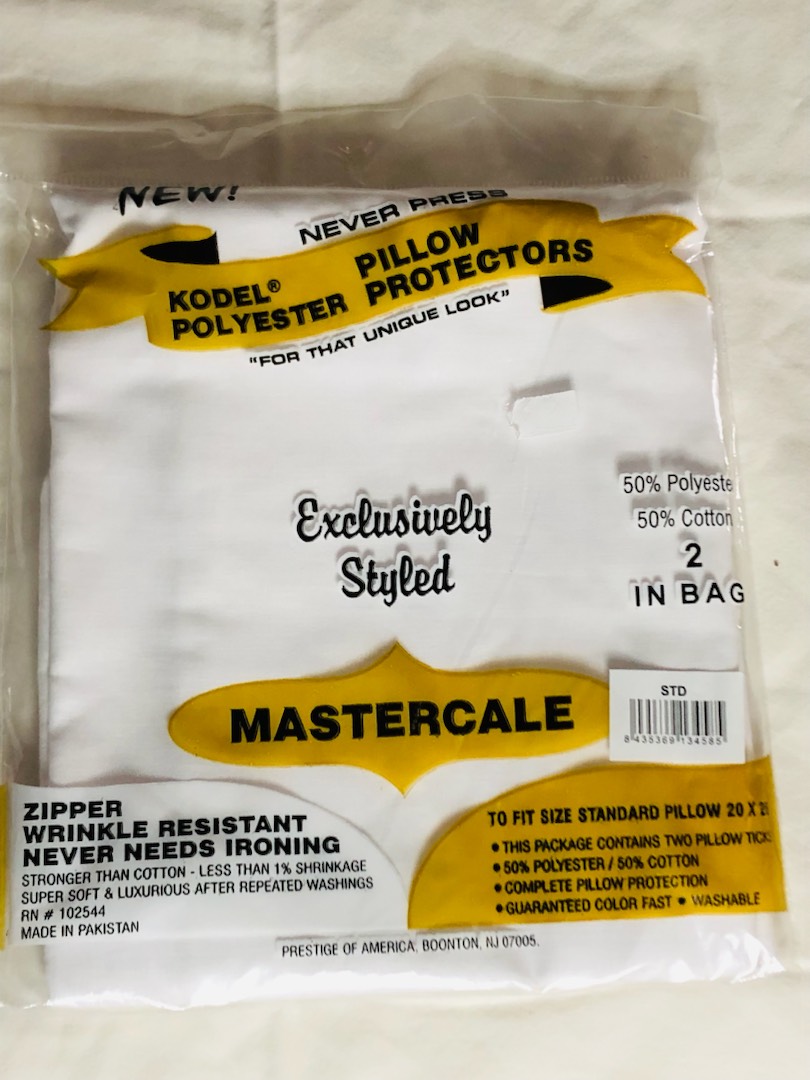 NEW!
NEVER PRESS
KODEL® PILLOW
POLYESTER PROTECTORS
"FOR THAT UNIQUE LOOK"
Exclusively
Styled
50% Polyeste
50% Cotton
2
IN BAG
MASTERCALE
STD
8 435369 134585
ZIPPER
WRINKLE RESISTANT
NEVER NEEDS IRONING
STRONGER THAN COTTON - LESS THAN 1% SHRINKAGE
SUPER SOFT & LUXURIOUS AFTER REPEATED WASHINGS
RN # 102544
MADE IN PAKISTAN
TO FIT SIZE STANDARD PILLOW 20 X
• THIS PACKAGE CONTAINS TWO PILLOW TICK
• 50% POLYESTER / 50% COTTON
• COMPLETE PILLOW PROTECTION
• GUARANTEED COLOR FAST • WASHABLE
PRESTIGE OF AMERICA, BOONTON, NJ 07005.